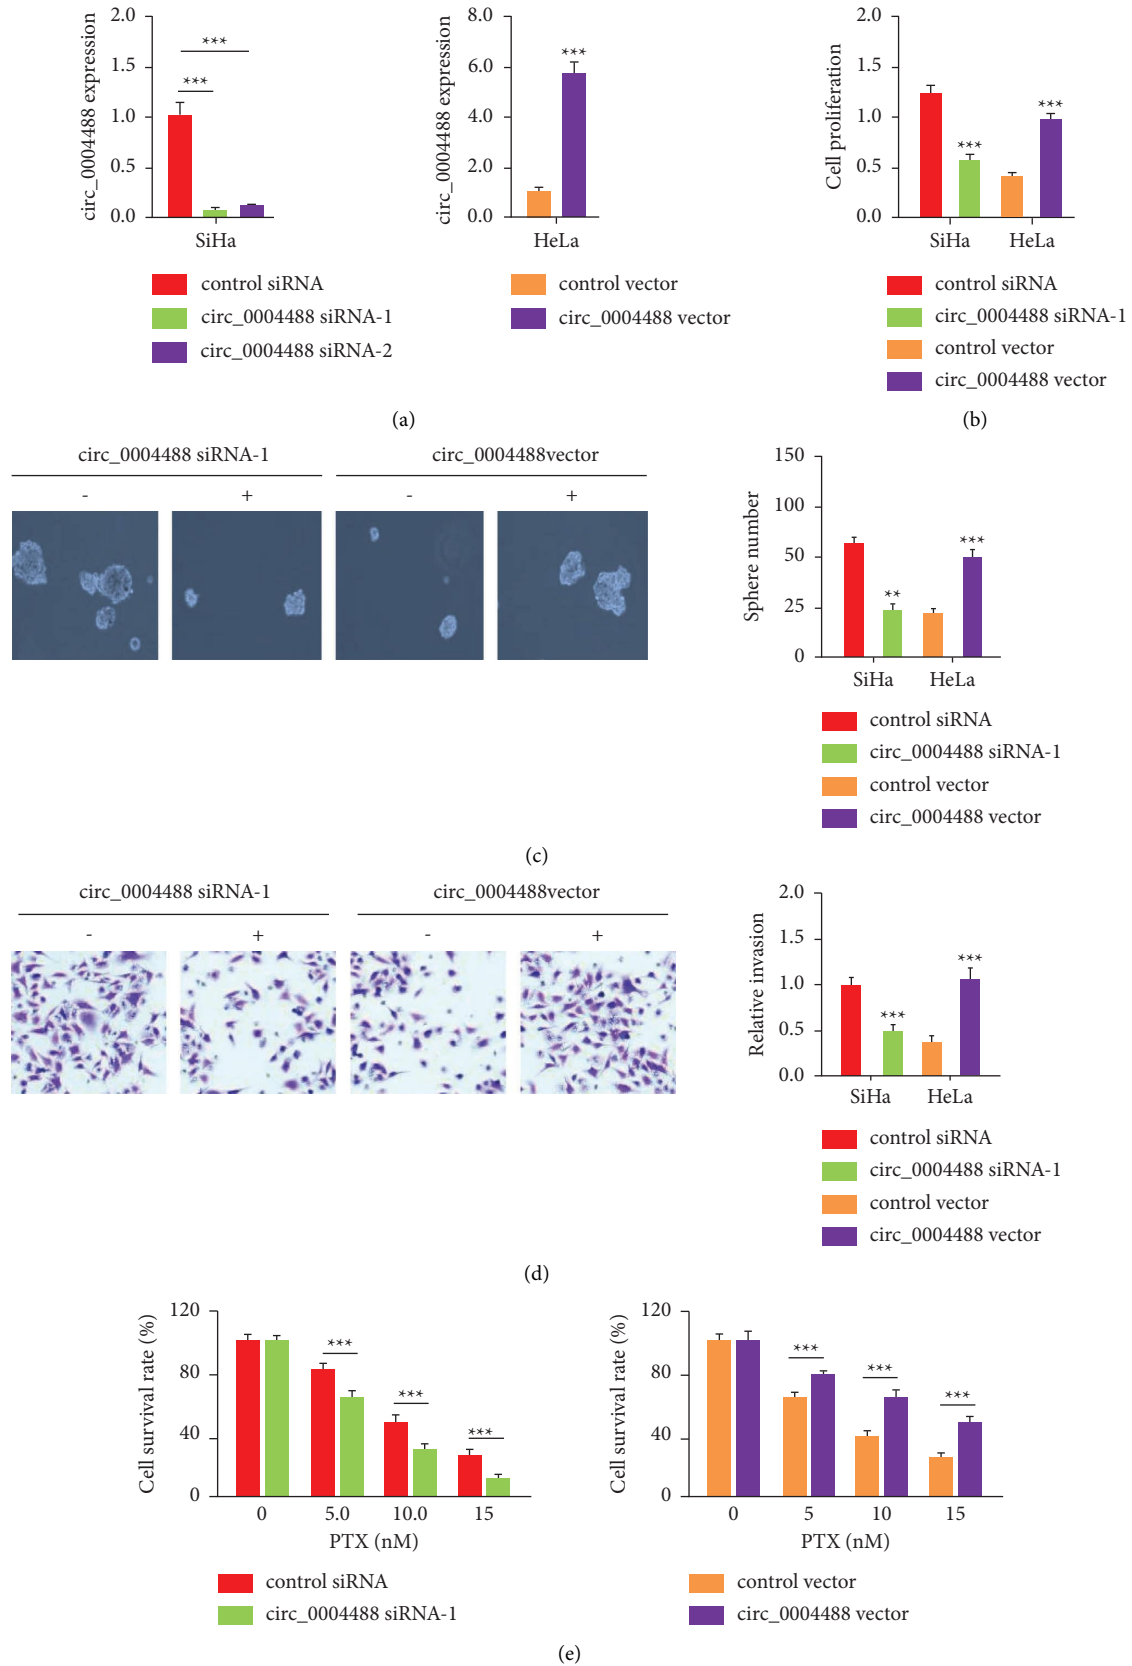 circ_0004488 expression
2.0
1.5
1.0
0.5
0.0
***
***
SiHa
control siRNA
circ_0004488 siRNA-1
circ_0004488 siRNA-2
circ_0004488 expression
8.0
6.0
4.0
2.0
0.0
***
HeLa
control vector
circ_0004488 vector
(a)
Cell proliferation
2.0
1.5
1.0
0.5
0.0
***
***
SiHa HeLa
control siRNA
circ_0004488 siRNA-1
control vector
circ_0004488 vector
(b)
circ_0004488 siRNA-1 circ_0004488vector
- + - +
Sphere number
150
100
50
25
0
**
***
SiHa HeLa
control siRNA
circ_0004488 siRNA-1
control vector
circ_0004488 vector
(c)
circ_0004488 siRNA-1 circ_0004488vector
- + - +
Relative invasion
2.0
1.5
1.0
0.5
0.0
***
***
SiHa HeLa
control siRNA
circ_0004488 siRNA-1
control vector
circ_0004488 vector
(d)
Cell survival rate (%)
120
80
40
0
***
***
***
0 5.0 10.0 15
PTX (nM)
control siRNA
circ_0004488 siRNA-1
Cell survival rate (%)
120
80
40
0
***
***
***
0 5 10 15
PTX (nM)
control vector
circ_0004488 vector
(e)